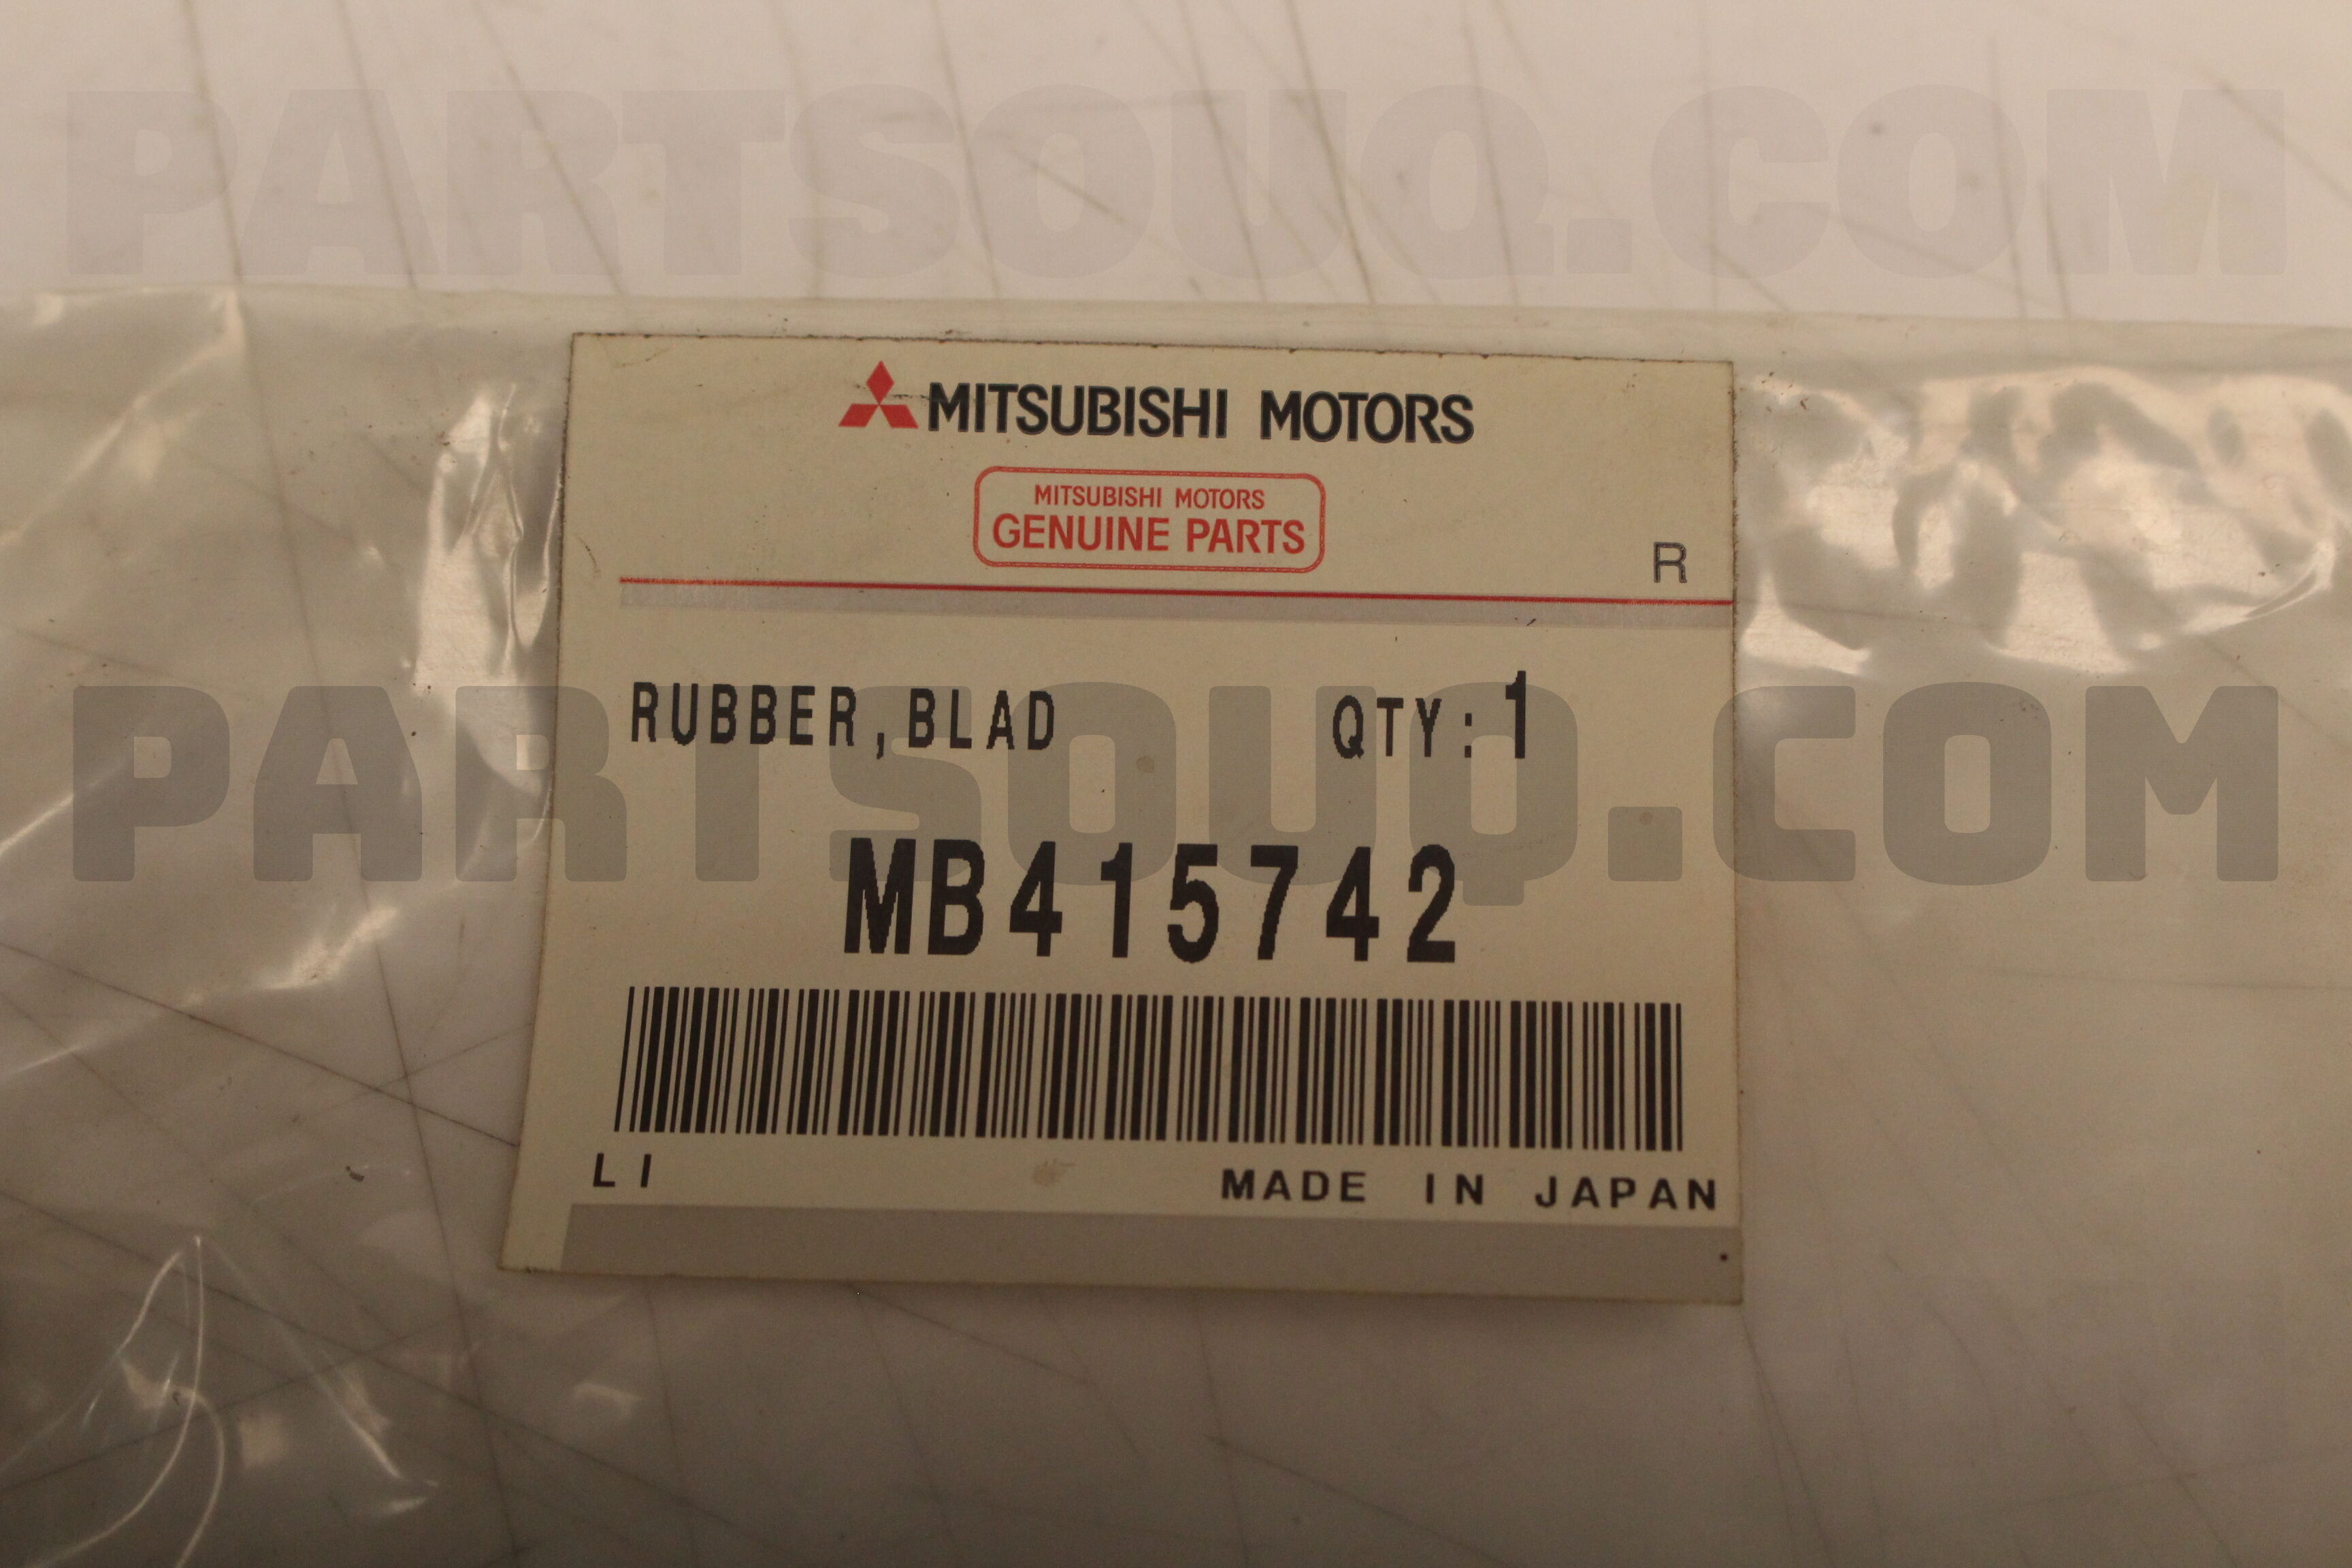 PARTSOUQ.COM
MITSUBISHI MOTORS
MITSUBISHI MOTORS
GENUINE PARTS
R
RUBBER,BLAD QTY:1
PARTSOUQ.COM
MB415742
LI MADE IN JAPAN